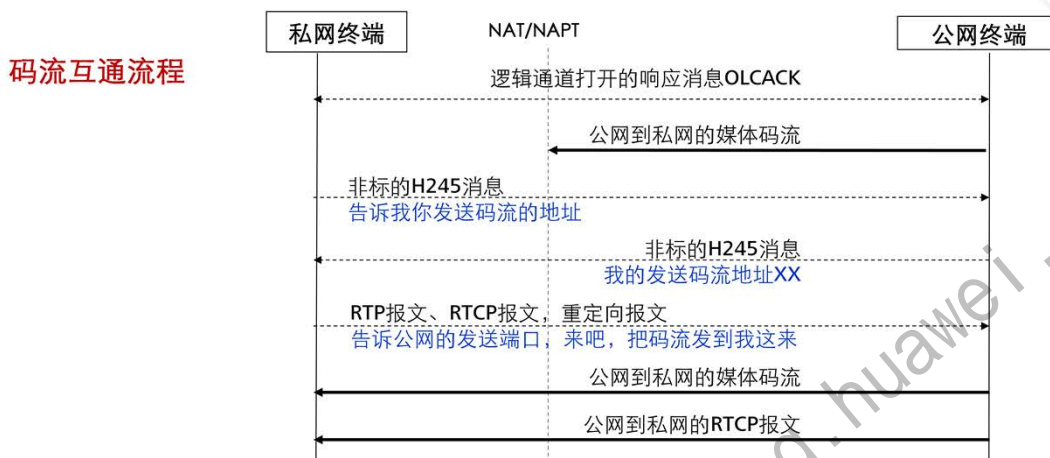 私网终端
NAT/NAPT
公网终端
码流互通流程
逻辑通道打开的响应消息OLCACK
公网到私网的媒体码流
非标的H245消息
告诉我你发送码流的地址
非标的H245消息
我的发送码流地址XX
RTP报文、RTCP报文，重定向报文
告诉公网的发送端口，来吧，把码流发到我这来
公网到私网的媒体码流
公网到私网的RTCP报文
g.huawei.